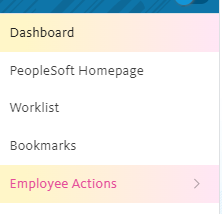 Dashboard
PeopleSoft Homepage
Worklist
Bookmarks
Employee Actions